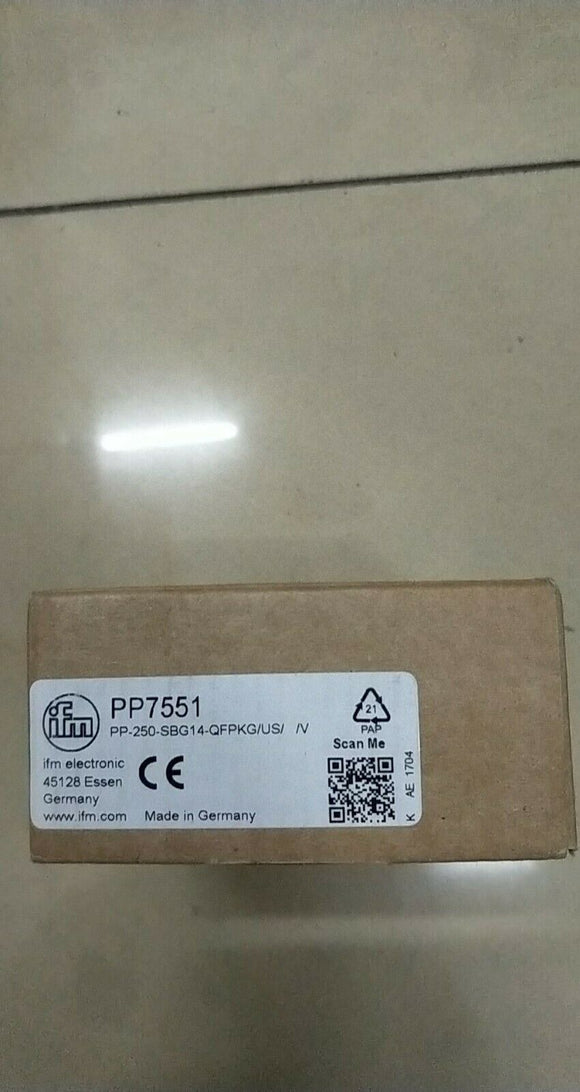 ifm
PP7551
PP-250-SBG14-QFPKG/US/ /V
ifm electronic
45128 Essen
Germany
www.ifm.com
CE
Made in Germany
21
PAP
Scan Me
K AE 1704